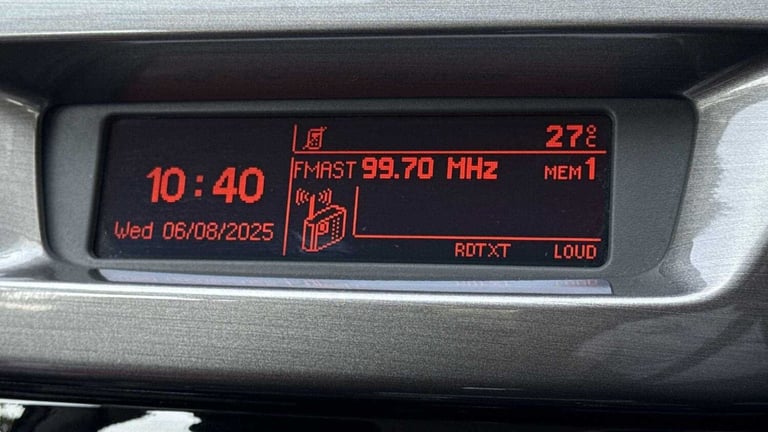 27°C
FMAST 99.70 MHz MEM 1
10:40
Wed 06/08/2025
RDTXT LOUD